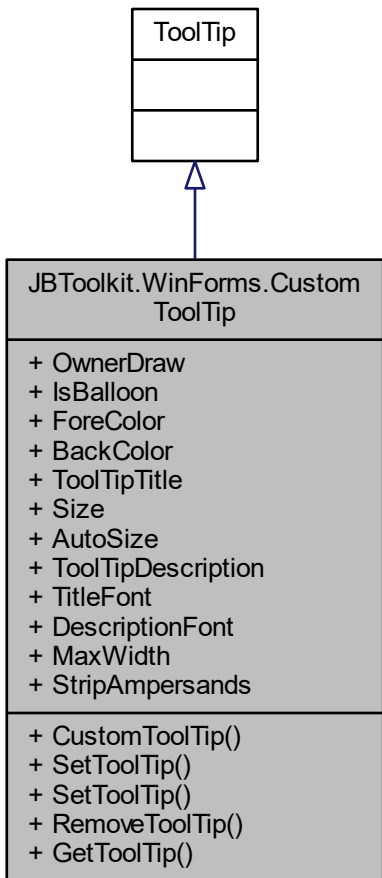 ToolTip
JBToolkit.WinForms.Custom
ToolTip
+ OwnerDraw
+ IsBalloon
+ ForeColor
+ BackColor
+ ToolTipTitle
+ Size
+ AutoSize
+ ToolTipDescription
+ TitleFont
+ DescriptionFont
+ MaxWidth
+ StripAmpersands
+ CustomToolTip()
+ SetToolTip()
+ SetToolTip()
+ RemoveToolTip()
+ GetToolTip()